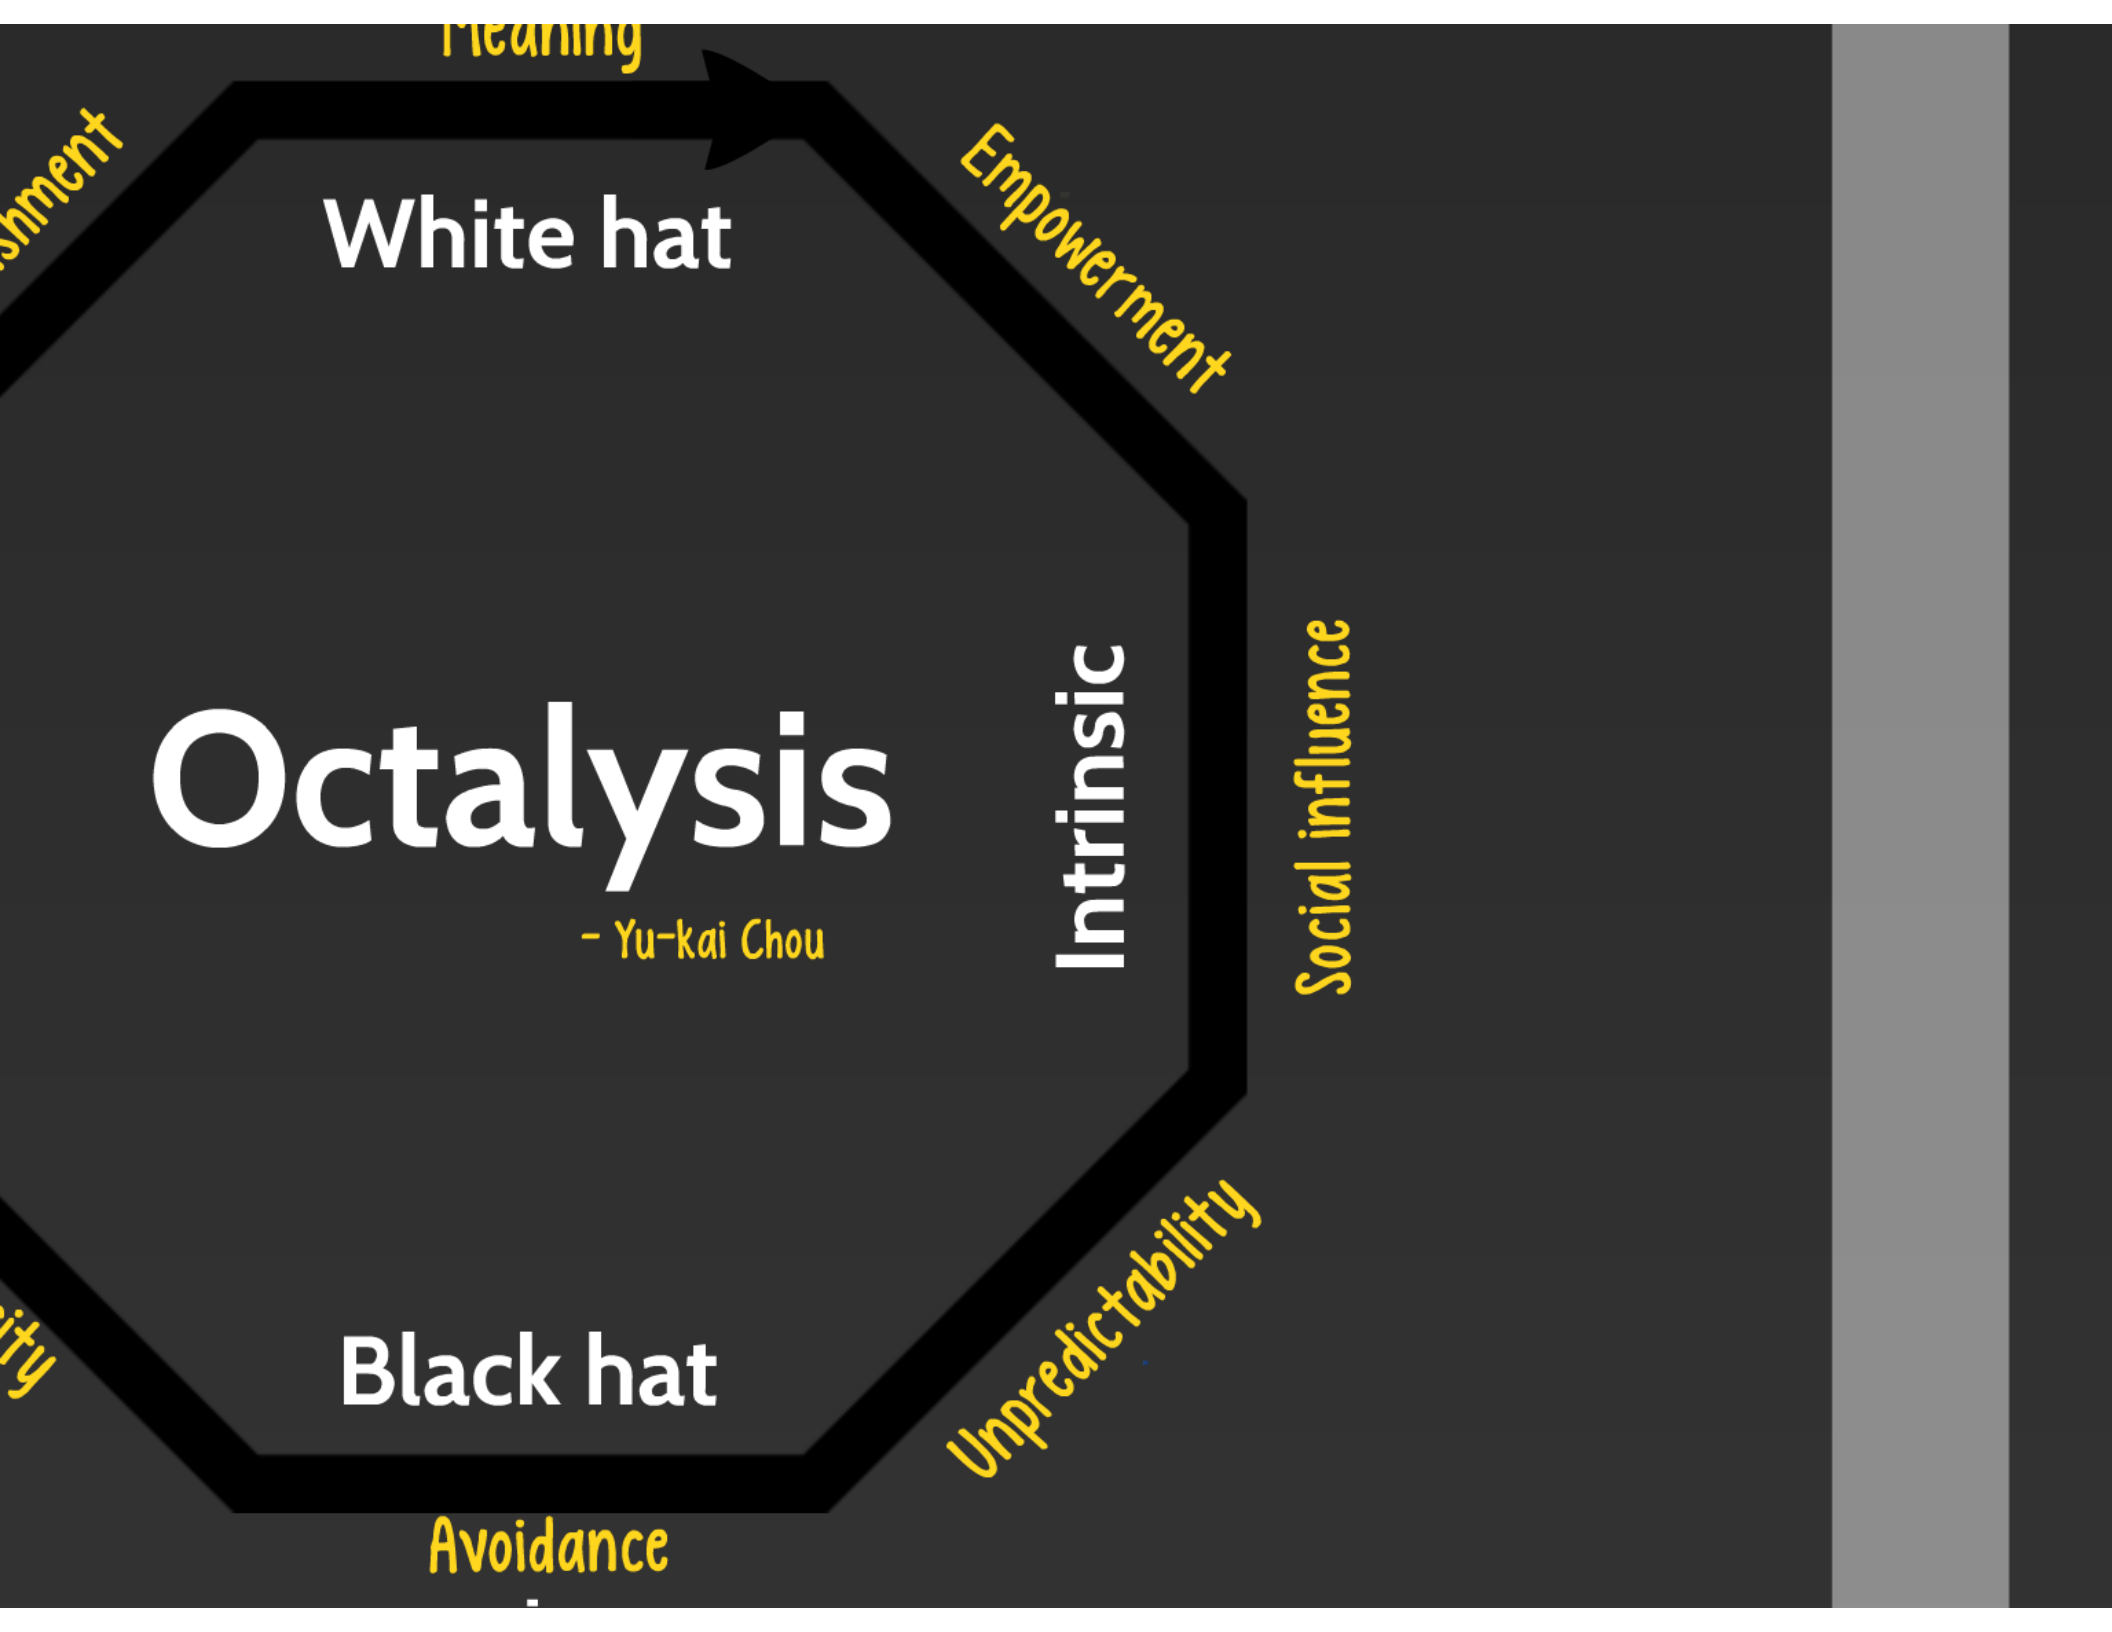 Meaning
White hat
Empowerment
Octalysis
- Yu-kai Chou
Intrinsic
Social influence
Black hat
Unpredictability
Avoidance